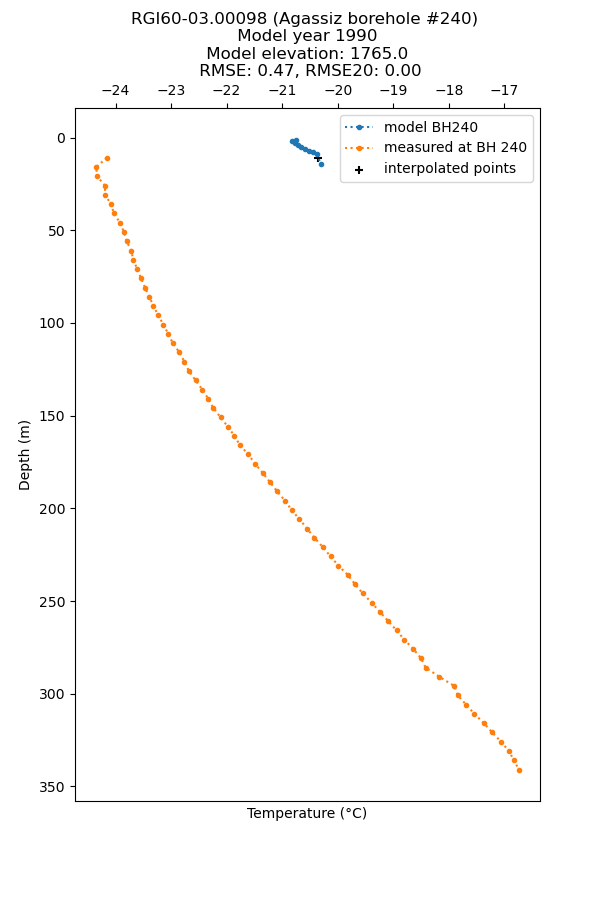 RGI60-03.00098 (Agassiz borehole #240)
Model year 1990
Model elevation: 1765.0
RMSE: 0.47, RMSE20: 0.00
−24 −23 −22 −21 −20 −19 −18 −17
model BH240
measured at BH 240
interpolated points
0
50
100
150
200
250
300
350
Depth (m)
Temperature (°C)